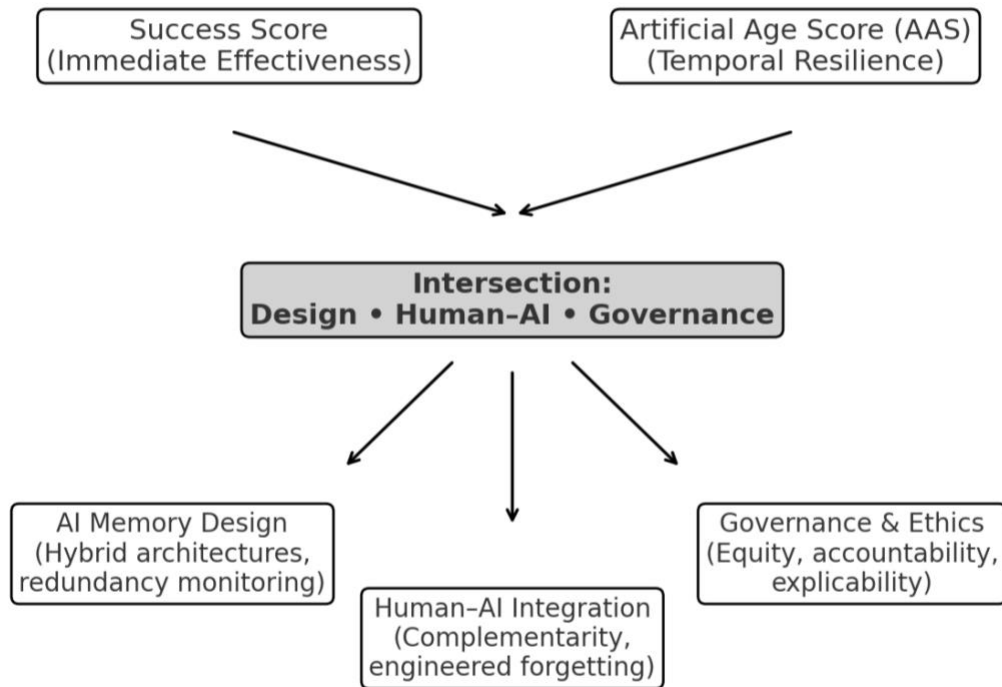 Success Score
(Immediate Effectiveness)
Artificial Age Score (AAS)
(Temporal Resilience)
Intersection:
Design • Human–AI • Governance
AI Memory Design
(Hybrid architectures,
redundancy monitoring)
Human–AI Integration
(Complementarity,
engineered forgetting)
Governance & Ethics
(Equity, accountability,
explicability)